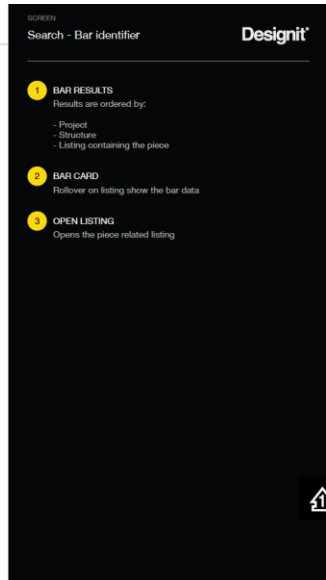 SCREEN
Search - Bar identifier
Designit°
1
BAR RESULTS
Results are ordered by:
- Project
- Structure
- Listing containing the piece
2
BAR CARD
Rollover on listing show the bar data
3
OPEN LISTING
Opens the piece related listing
1